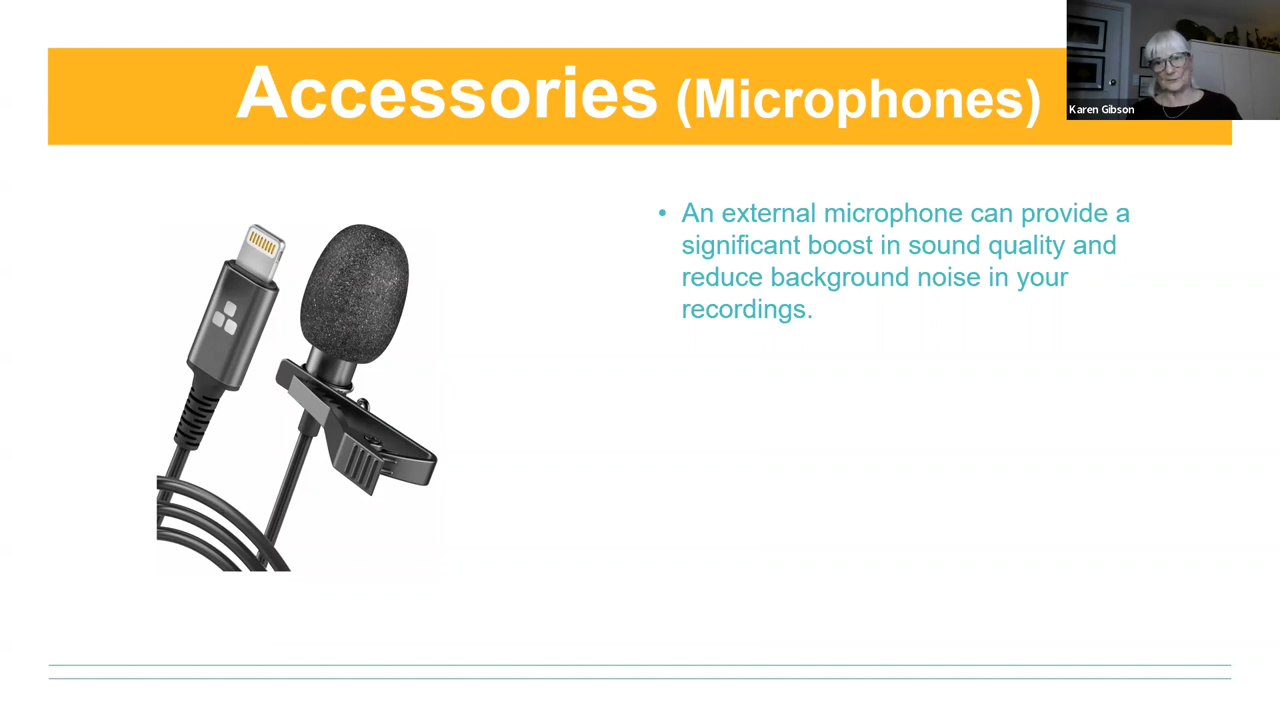 Accessories (Microphones)
Karen Gibson
• An external microphone can provide a
significant boost in sound quality and
reduce background noise in your
recordings.